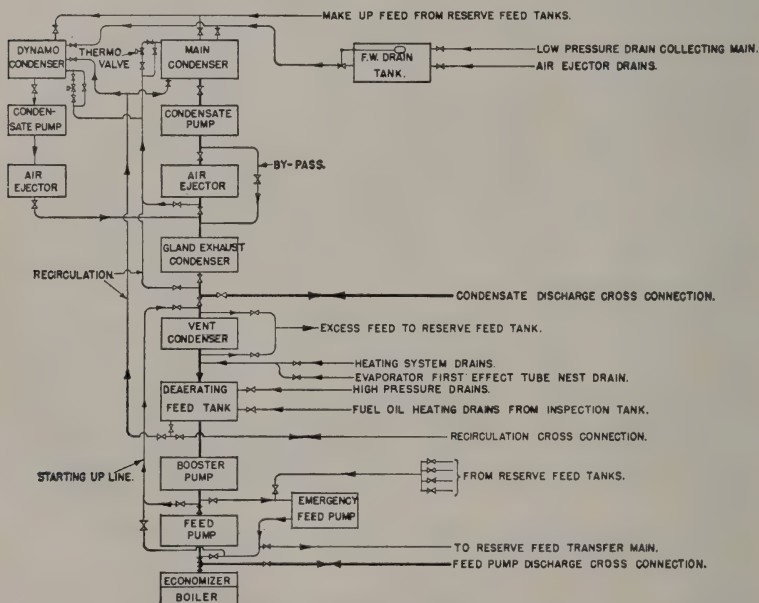 MAKE UP FEED FROM RESERVE FEED TANKS.
DYNAMO
CONDENSER
THERMO
VALVE
MAIN
CONDENSER
F.W. DRAIN
TANK.
LOW PRESSURE DRAIN COLLECTING MAIN.
AIR EJECTOR DRAINS.
CONDEN-
SATE PUMP
CONDENSATE
PUMP
AIR
EJECTOR
AIR
EJECTOR
BY-PASS.
GLAND EXHAUST
CONDENSER
RECIRCULATION.
CONDENSATE DISCHARGE CROSS CONNECTION.
VENT
CONDENSER
EXCESS FEED TO RESERVE FEED TANK.
HEATING SYSTEM DRAINS.
EVAPORATOR FIRST EFFECT TUBE NEST DRAIN.
HIGH PRESSURE DRAINS.
DEAERATING
FEED TANK
FUEL OIL HEATING DRAINS FROM INSPECTION TANK.
RECIRCULATION CROSS CONNECTION.
STARTING UP LINE.
BOOSTER
PUMP
FROM RESERVE FEED TANKS.
EMERGENCY
FEED PUMP
FEED
PUMP
TO RESERVE FEED TRANSFER MAIN.
FEED PUMP DISCHARGE CROSS CONNECTION.
ECONOMIZER
BOILER